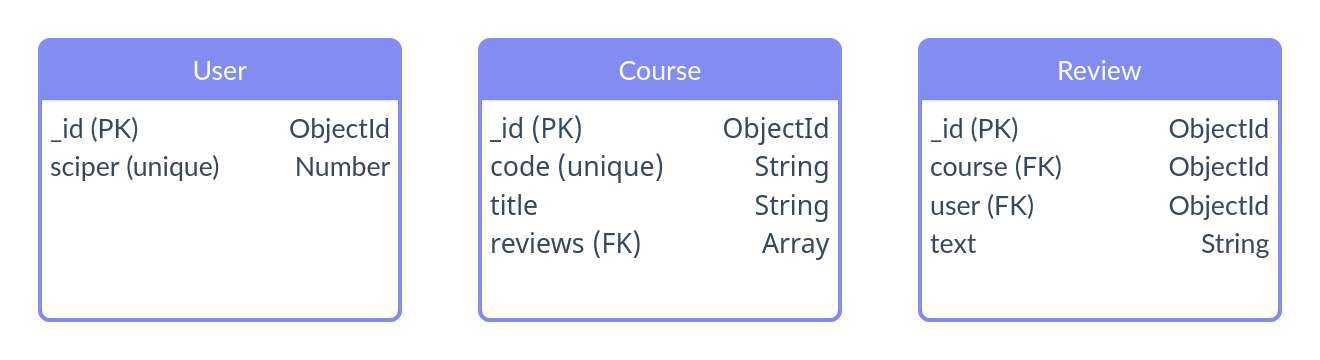 User
_id (PK) ObjectId
sciper (unique) Number
Course
_id (PK) ObjectId
code (unique) String
title String
reviews (FK) Array
Review
_id (PK) ObjectId
course (FK) ObjectId
user (FK) ObjectId
text String